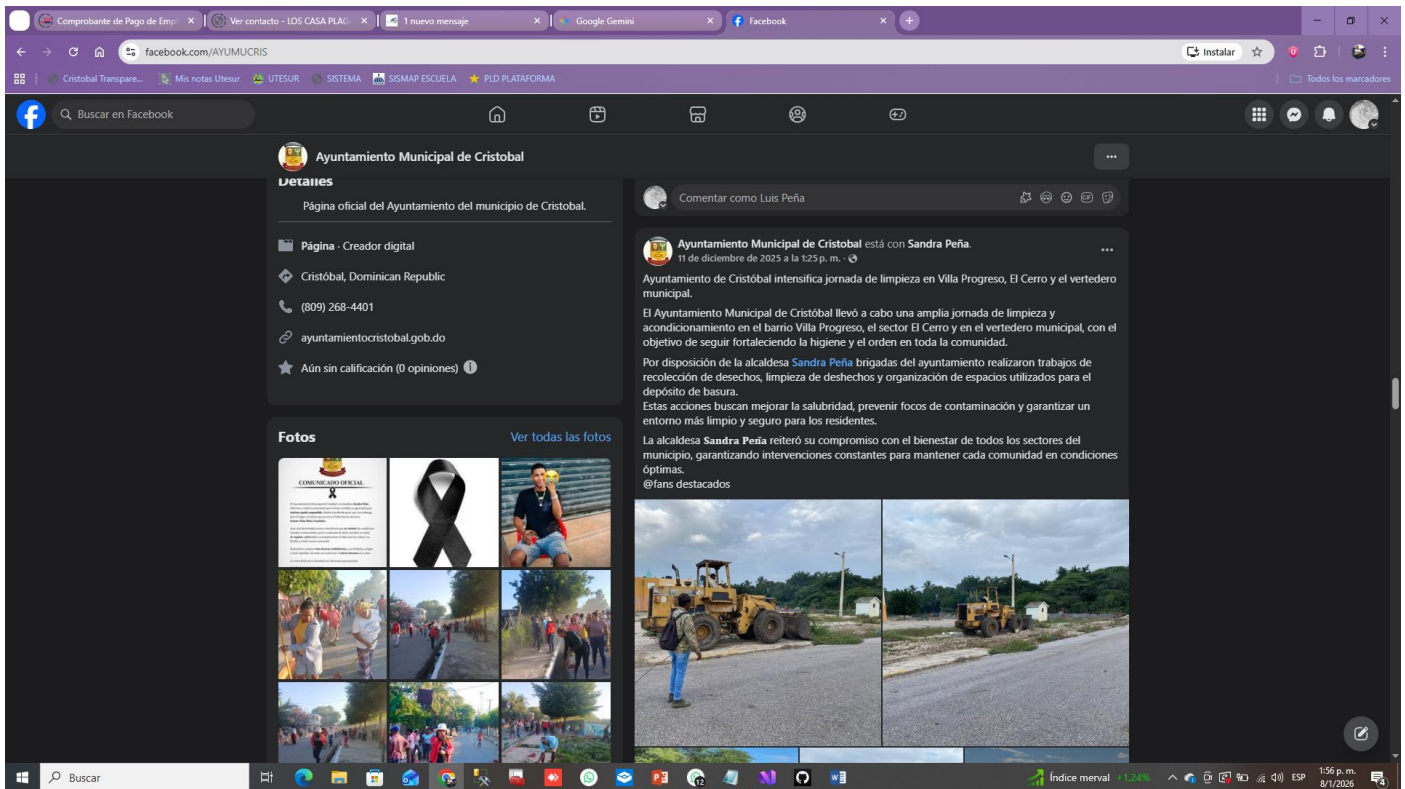 Comprobante de Pago de Empl
Ver contacto - LOS CASA PLAGA
1 nuevo mensaje
Google Gemini
Facebook
facebook.com/AYUMUCRIS
Instalar
Cristobal Transpare...
Mis notas Utesur
UTESUR
SISTEMA
SISMAP ESCUELA
PLD PLATAFORMA
Todos los marcadores
Buscar en Facebook
Ayuntamiento Municipal de Cristobal
Detalles
Página oficial del Ayuntamiento del municipio de Cristobal.
Página · Creador digital
Cristóbal, Dominican Republic
(809) 268-4401
ayuntamientocristobal.gob.do
Aún sin calificación (0 opiniones)
Fotos
Ver todas las fotos
COMUNICADO OFICIAL
Comentar como Luis Peña
Ayuntamiento Municipal de Cristobal está con Sandra Peña.
11 de diciembre de 2025 a la 1:25 p. m. ·
Ayuntamiento de Cristóbal intensifica jornada de limpieza en Villa Progreso, El Cerro y el vertedero
municipal.
El Ayuntamiento Municipal de Cristóbal llevó a cabo una amplia jornada de limpieza y
acondicionamiento en el barrio Villa Progreso, el sector El Cerro y en el vertedero municipal, con el
objetivo de seguir fortaleciendo la higiene y el orden en toda la comunidad.
Por disposición de la alcaldesa Sandra Peña brigadas del ayuntamiento realizaron trabajos de
recolección de desechos, limpieza de deshechos y organización de espacios utilizados para el
depósito de basura.
Estas acciones buscan mejorar la salubridad, prevenir focos de contaminación y garantizar un
entorno más limpio y seguro para los residentes.
La alcaldesa Sandra Peña reiteró su compromiso con el bienestar de todos los sectores del
municipio, garantizando intervenciones constantes para mantener cada comunidad en condiciones
óptimas.
@fans destacados
Buscar
Índice merval +1,24%
ESP
1:56 p. m.
8/1/2026